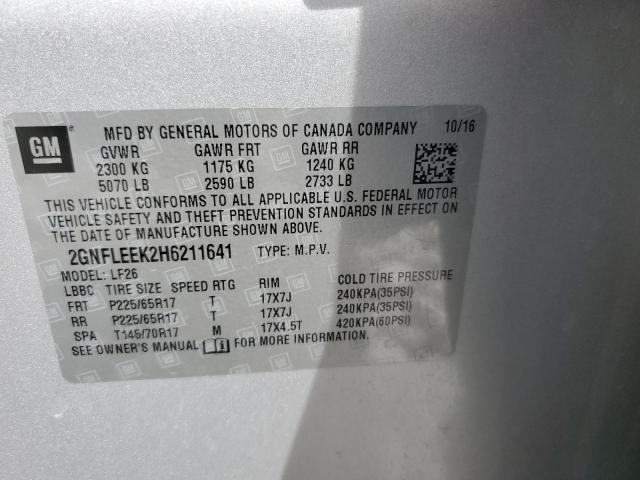 GM
MFD BY GENERAL MOTORS OF CANADA COMPANY 10/16
GVWR GAWR FRT GAWR RR
2300 KG 1175 KG 1240 KG
5070 LB 2590 LB 2733 LB
THIS VEHICLE CONFORMS TO ALL APPLICABLE U.S. FEDERAL MOTOR
VEHICLE SAFETY AND THEFT PREVENTION STANDARDS IN EFFECT ON
THE DATE OF MANUFACTURE SHOWN ABOVE.
2GNFLEEK2H6211641 TYPE: M.P.V.
MODEL: LF26
LBBC TIRE SIZE SPEED RTG RIM COLD TIRE PRESSURE
FRT P225/65R17 T 17X7J 240KPA(35PSI)
RR P225/65R17 T 17X7J 240KPA(35PSI)
SPA T145/70R17 M 17X4.5T 420KPA(60PSI)
SEE OWNER'S MANUAL FOR MORE INFORMATION.